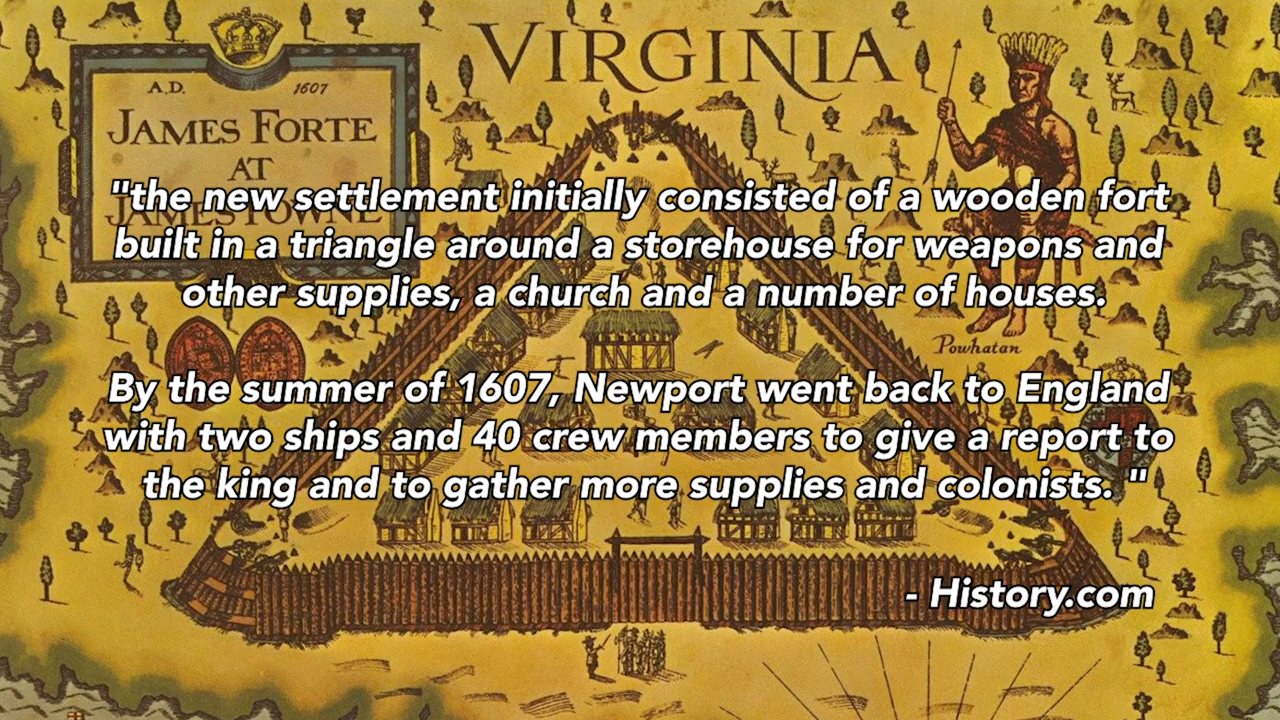 VIRGINIA
A.D. 1607
JAMES FORTE
AT
JAMESTOWNE
"the new settlement initially consisted of a wooden fort
built in a triangle around a storehouse for weapons and
other supplies, a church and a number of houses.
Powhatan
By the summer of 1607, Newport went back to England
with two ships and 40 crew members to give a report to
the king and to gather more supplies and colonists. "
- History.com